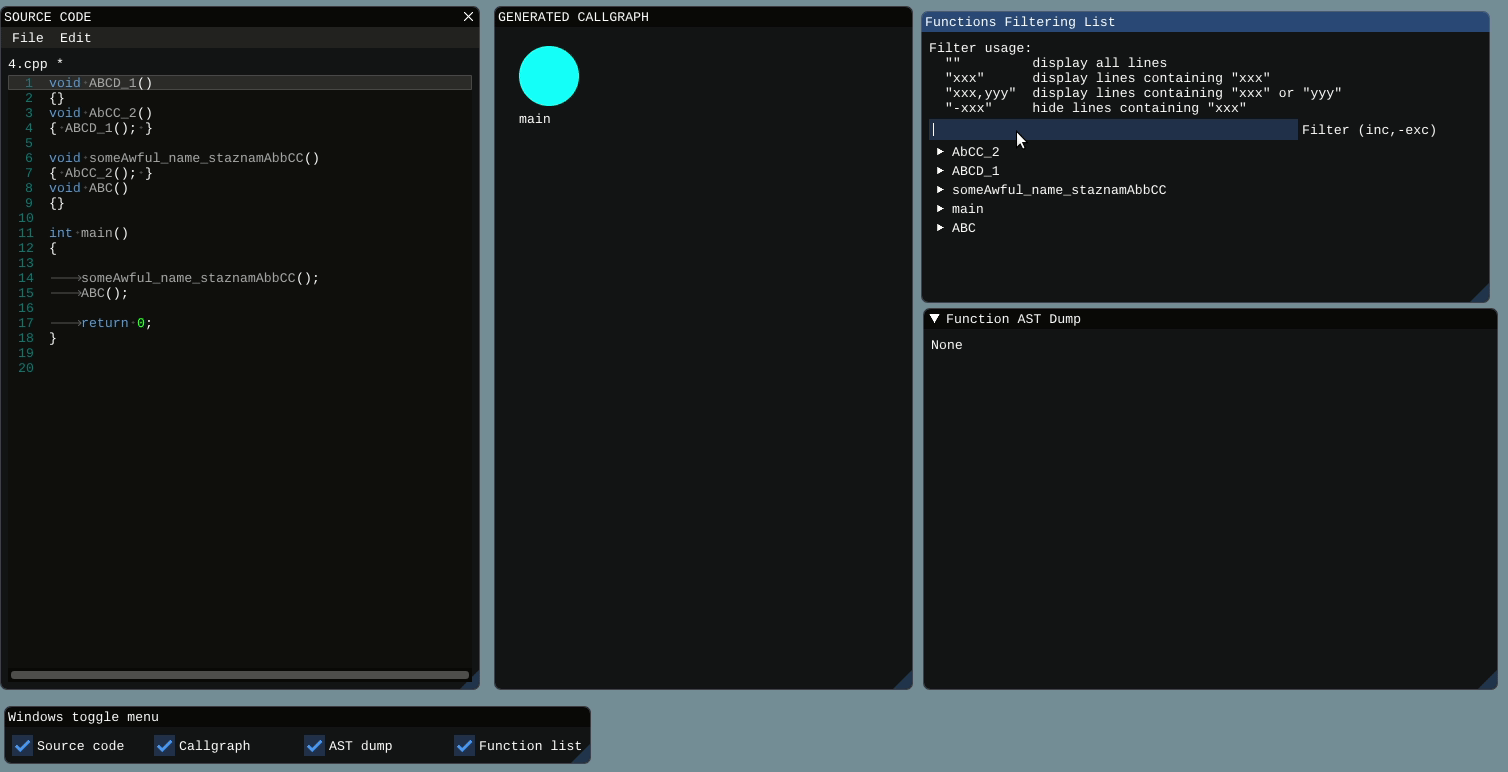 SOURCE CODE
File Edit
4.cpp *
1 void ABCD_1()
2 {}
3 void AbCC_2()
4 { ABCD_1(); }
5
6 void someAwful_name_staznamAbbCC()
7 { AbCC_2(); }
8 void ABC()
9 {}
10
11 int main()
12 {
13
14 someAwful_name_staznamAbbCC();
15 ABC();
16
17 return 0;
18 }
19
20
GENERATED CALLGRAPH
main
Functions Filtering List
Filter usage:
"" display all lines
"xxx" display lines containing "xxx"
"xxx,yyy" display lines containing "xxx" or "yyy"
"-xxx" hide lines containing "xxx"
Filter (inc,-exc)
AbCC_2
ABCD_1
someAwful_name_staznamAbbCC
main
ABC
Function AST Dump
None
Windows toggle menu
Source code Callgraph AST dump Function list